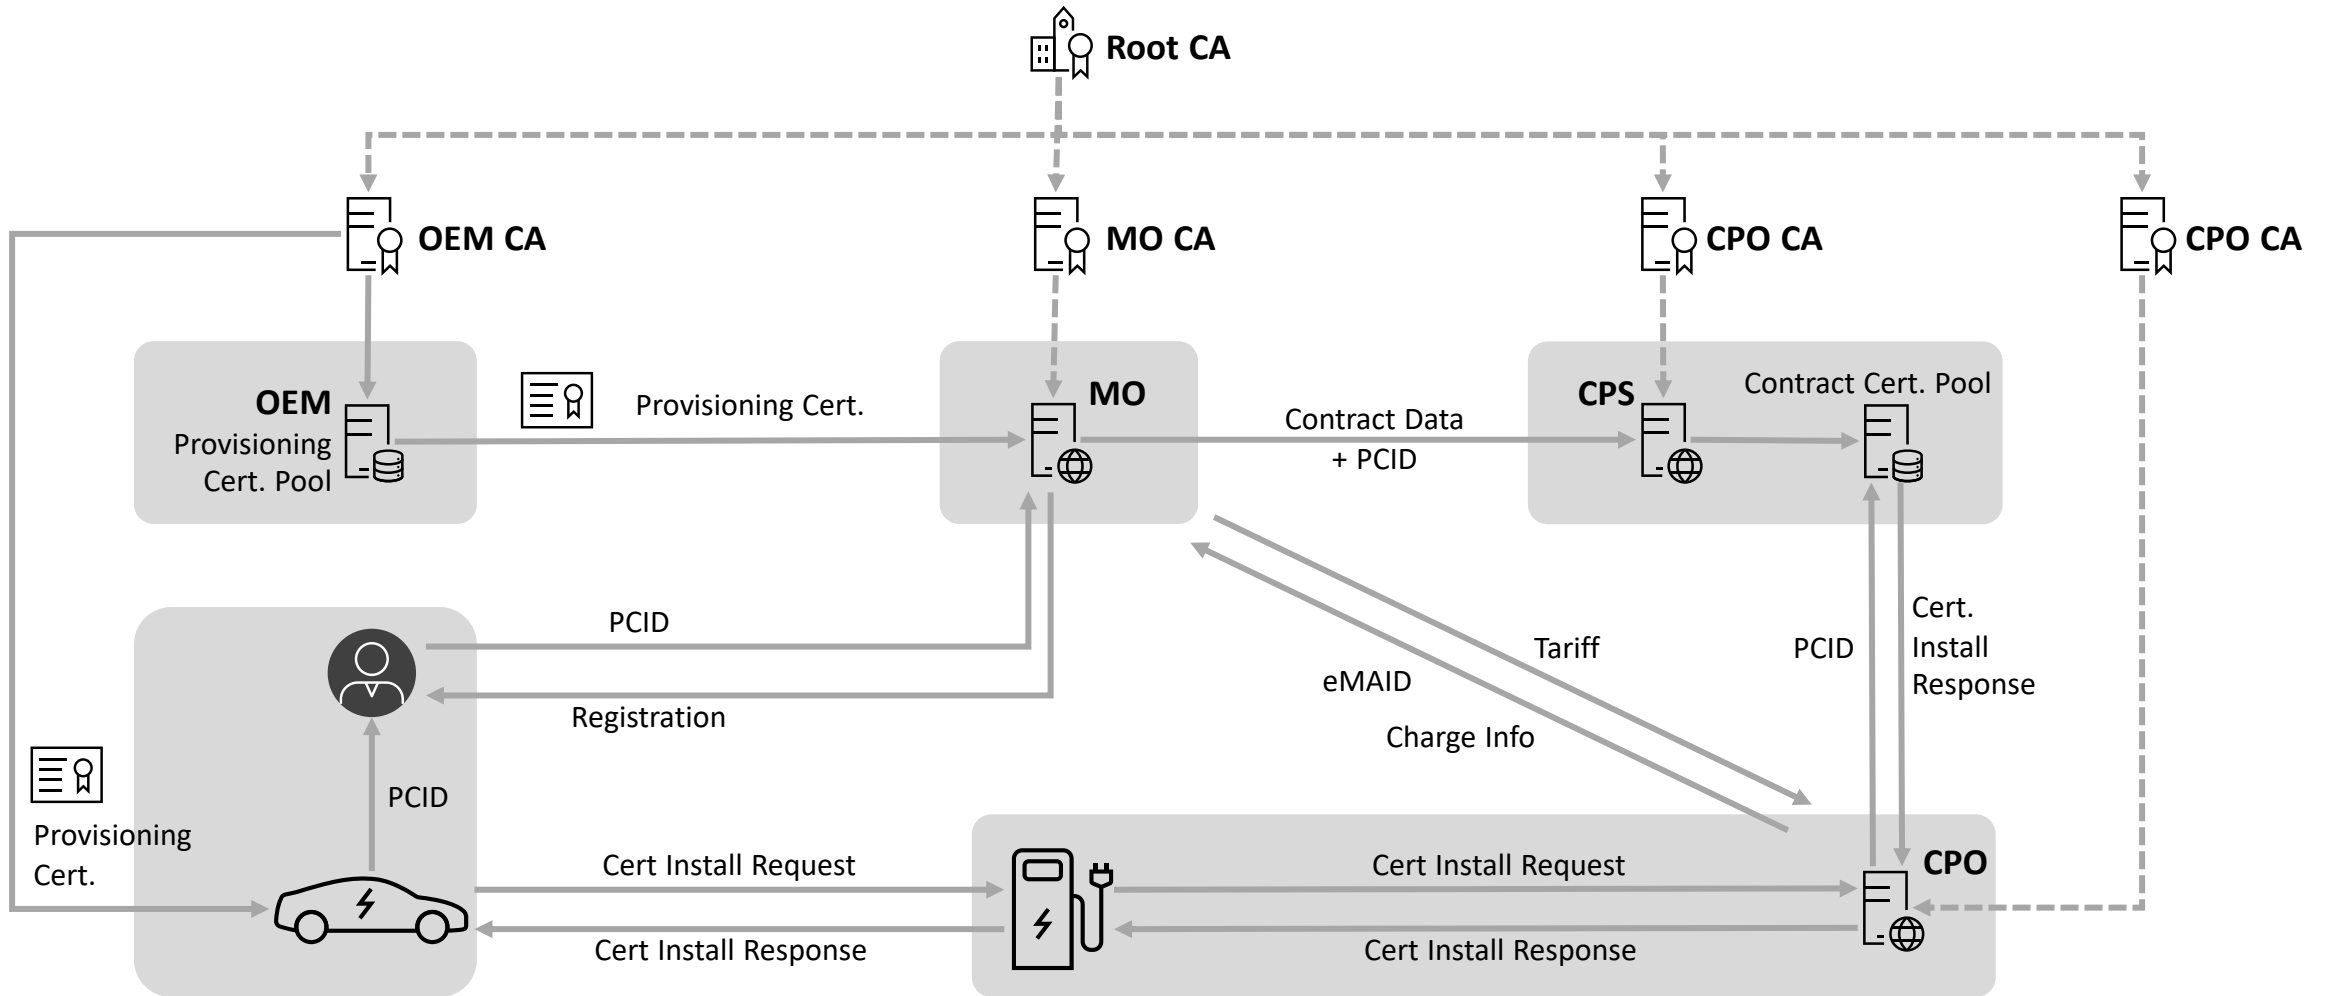 Root CA
OEM CA
MO CA
CPO CA
CPO CA
OEM
Provisioning
Cert. Pool
Provisioning Cert.
MO
Contract Data
+ PCID
CPS
Contract Cert. Pool
PCID
Registration
PCID
Provisioning
Cert.
Tariff
eMAID
Charge Info
PCID
Cert.
Install
Response
Cert Install Request
Cert Install Response
Cert Install Request
Cert Install Response
CPO